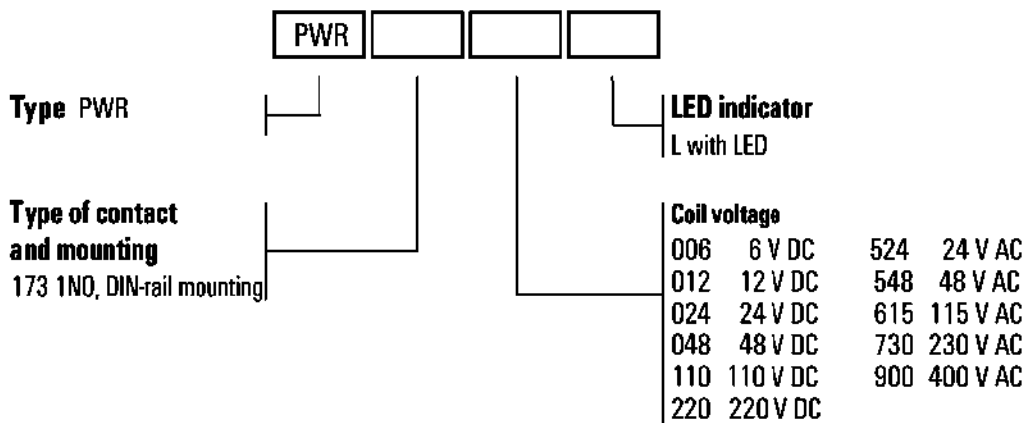 PWR
Type PWR
LED indicator
L with LED
Type of contact
and mounting
173 1NO, DIN-rail mounting
Coil voltage
006 6 V DC 524 24 V AC
012 12 V DC 548 48 V AC
024 24 V DC 615 115 V AC
048 48 V DC 730 230 V AC
110 110 V DC 900 400 V AC
220 220 V DC